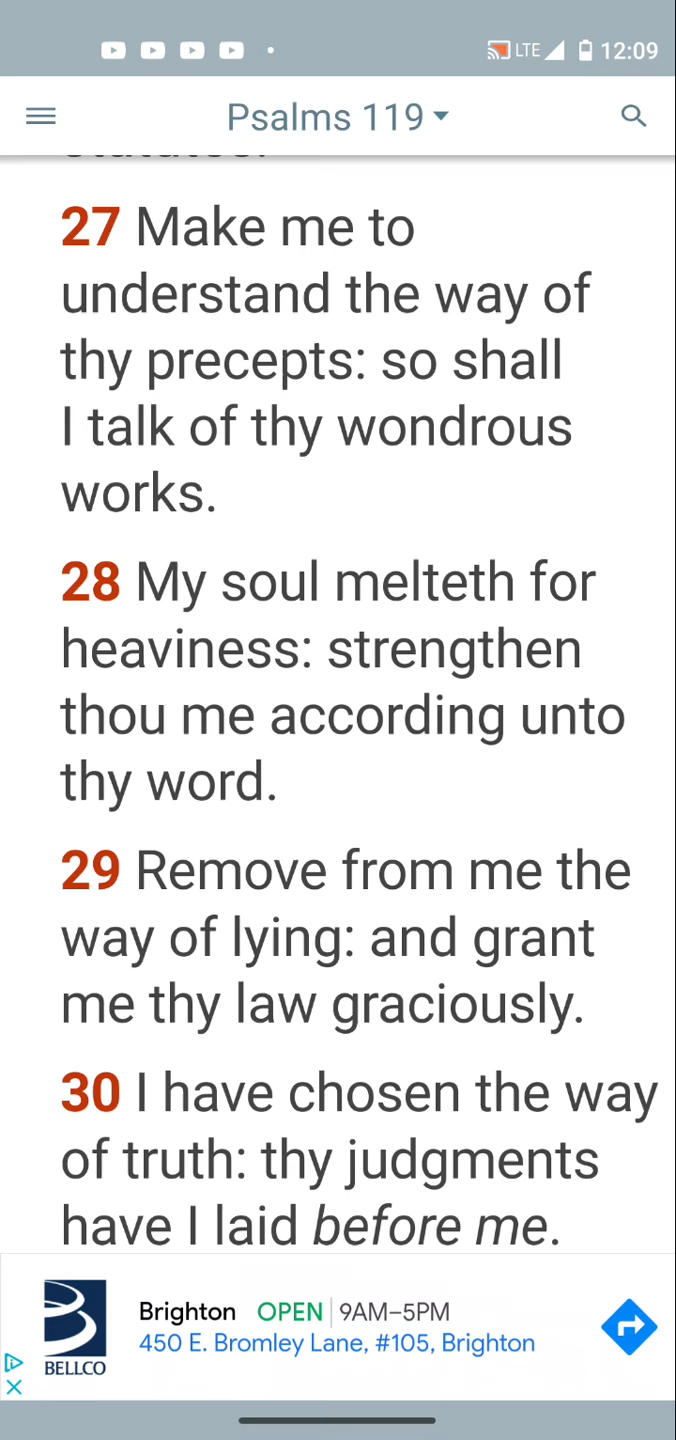 LTE 12:09
Psalms 119
27 Make me to
understand the way of
thy precepts: so shall
I talk of thy wondrous
works.
28 My soul melteth for
heaviness: strengthen
thou me according unto
thy word.
29 Remove from me the
way of lying: and grant
me thy law graciously.
30 I have chosen the way
of truth: thy judgments
have I laid before me.
Brighton OPEN 9AM–5PM
450 E. Bromley Lane, #105, Brighton
BELLCO